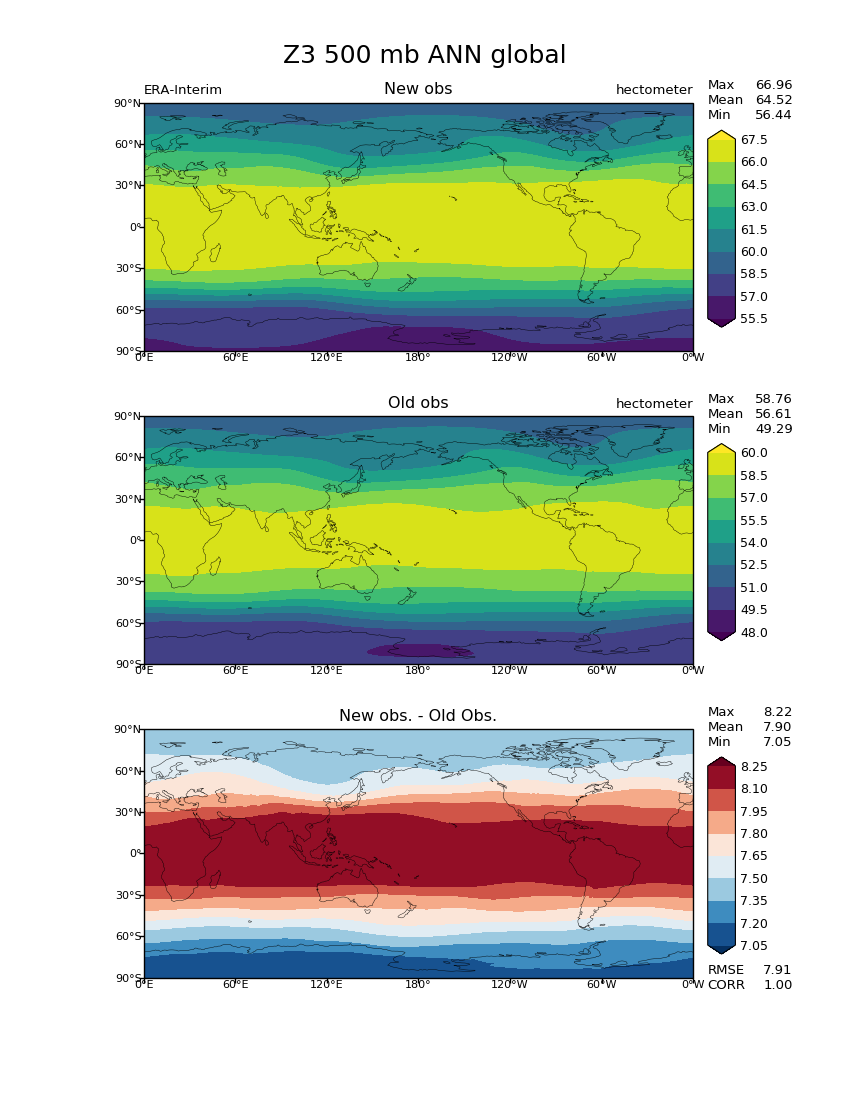 Z3 500 mb ANN global
ERA-Interim New obs hectometer
Max 66.96
Mean 64.52
Min 56.44
90°N
60°N
30°N
0°
30°S
60°S
90°S
0°E 60°E 120°E 180° 120°W 60°W 0°W
67.5
66.0
64.5
63.0
61.5
60.0
58.5
57.0
55.5
Old obs hectometer
Max 58.76
Mean 56.61
Min 49.29
90°N
60°N
30°N
0°
30°S
60°S
90°S
0°E 60°E 120°E 180° 120°W 60°W 0°W
60.0
58.5
57.0
55.5
54.0
52.5
51.0
49.5
48.0
New obs. - Old Obs.
Max 8.22
Mean 7.90
Min 7.05
90°N
60°N
30°N
0°
30°S
60°S
90°S
0°E 60°E 120°E 180° 120°W 60°W 0°W
8.25
8.10
7.95
7.80
7.65
7.50
7.35
7.20
7.05
RMSE 7.91
CORR 1.00